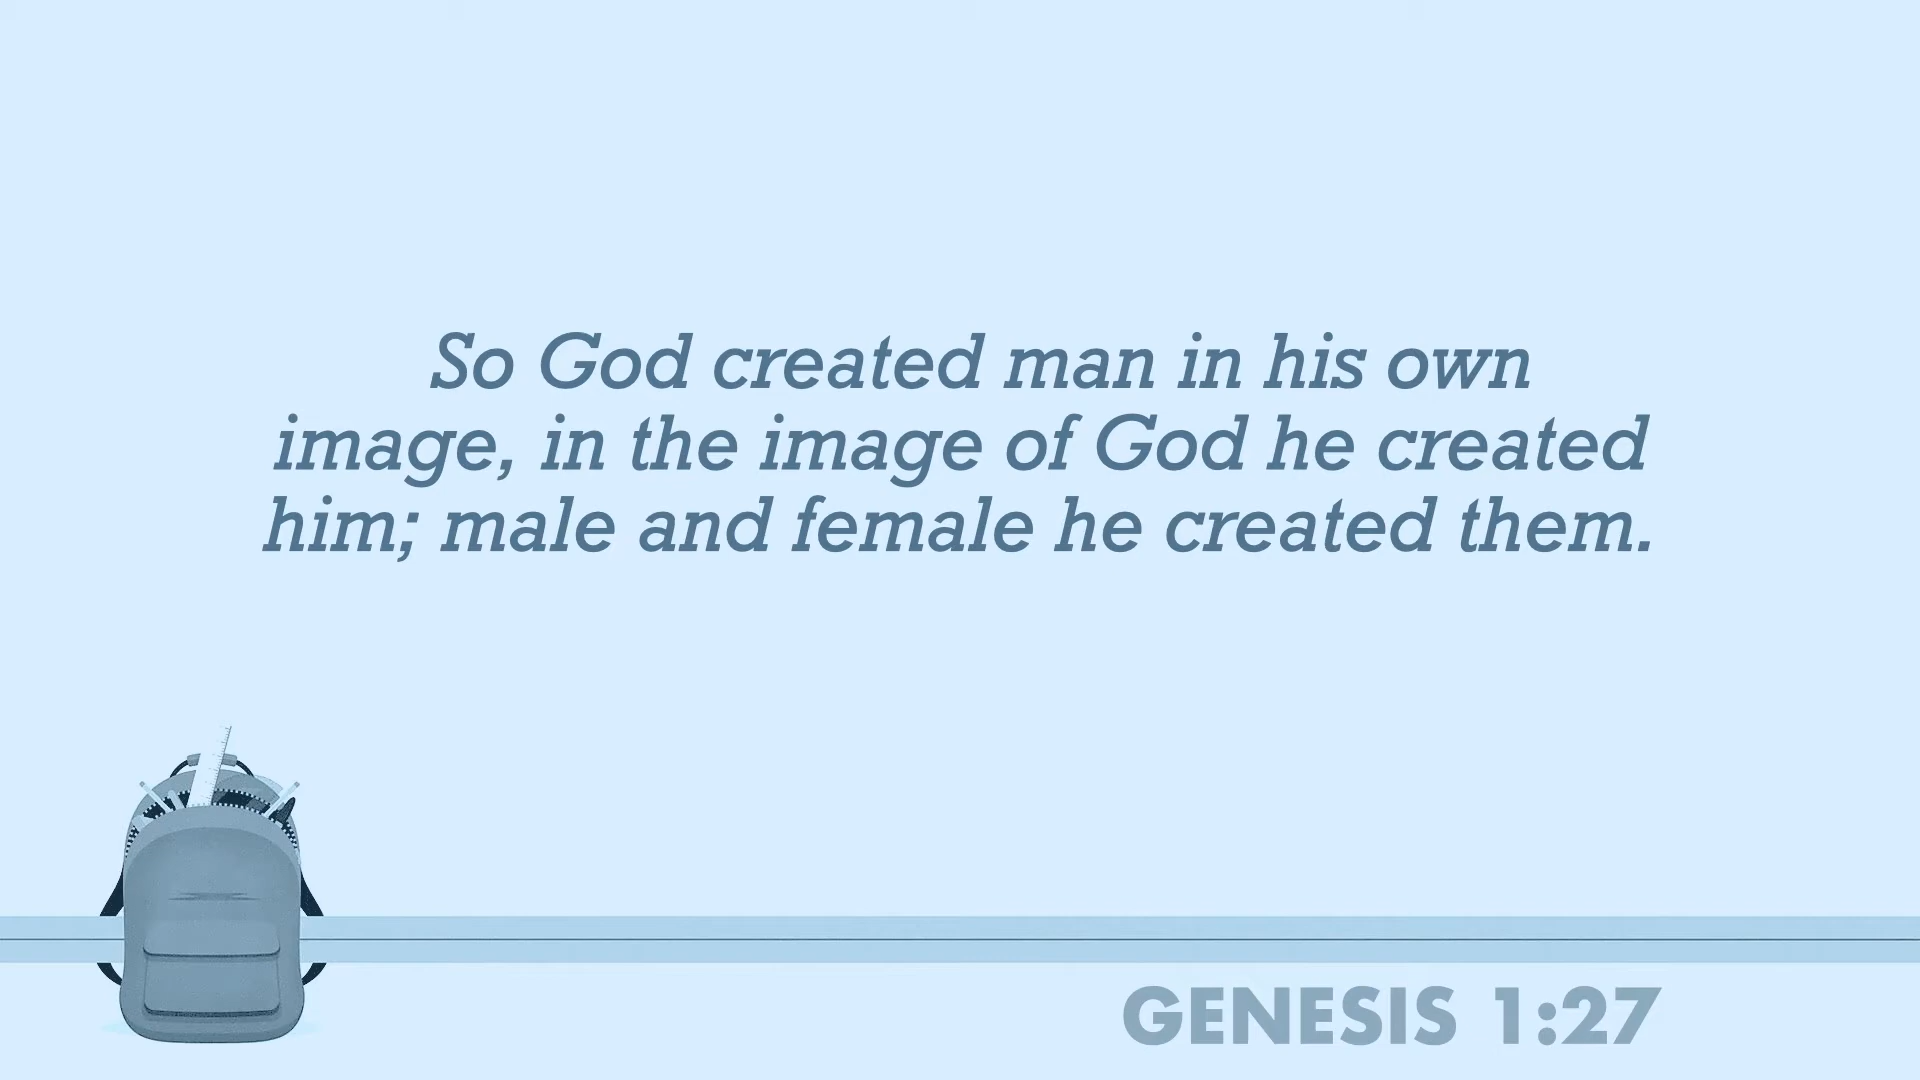 So God created man in his own
image, in the image of God he created
him; male and female he created them.
GENESIS 1:27